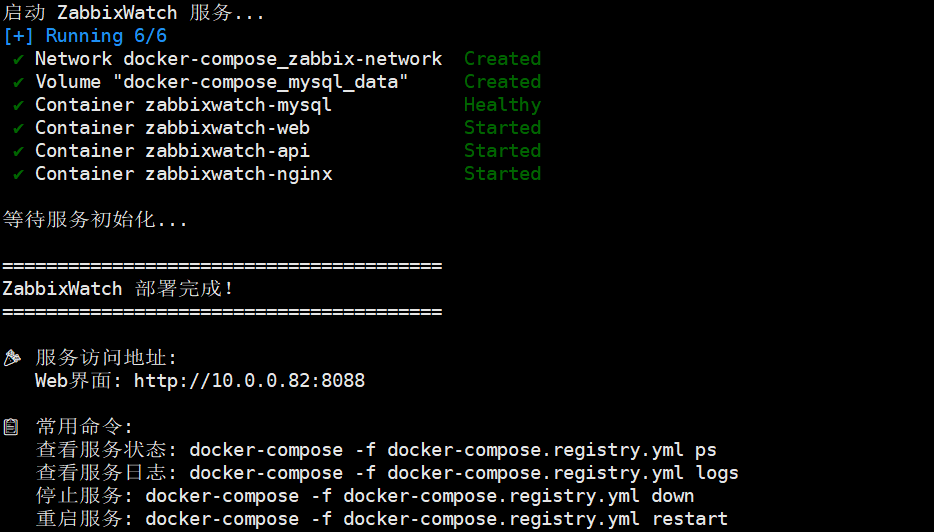 启动 ZabbixWatch 服务...
[+] Running 6/6
✔ Network docker-compose_zabbix-network Created
✔ Volume "docker-compose_mysql_data" Created
✔ Container zabbixwatch-mysql Healthy
✔ Container zabbixwatch-web Started
✔ Container zabbixwatch-api Started
✔ Container zabbixwatch-nginx Started
等待服务初始化...
========================================
ZabbixWatch 部署完成!
========================================
服务访问地址:
Web界面: http://10.0.0.82:8088
常用命令:
查看服务状态: docker-compose -f docker-compose.registry.yml ps
查看服务日志: docker-compose -f docker-compose.registry.yml logs
停止服务: docker-compose -f docker-compose.registry.yml down
重启服务: docker-compose -f docker-compose.registry.yml restart